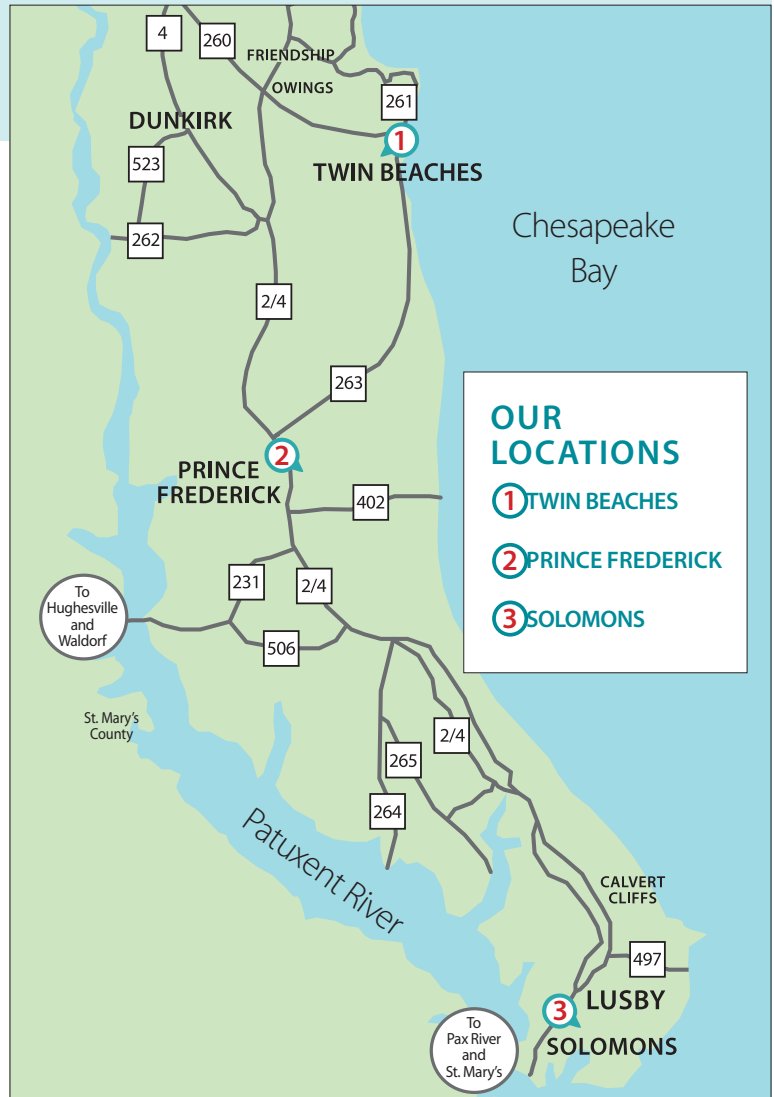 4
260
FRIENDSHIP
OWINGS
261
DUNKIRK
1
TWIN BEACHES
523
262
Chesapeake
Bay
2/4
263
OUR
LOCATIONS
1 TWIN BEACHES
2 PRINCE FREDERICK
3 SOLOMONS
2
PRINCE
FREDERICK
402
231
2/4
To
Hughesville
and
Waldorf
506
St. Mary's
County
2/4
265
264
Patuxent River
CALVERT
CLIFFS
497
LUSBY
3
SOLOMONS
To
Pax River
and
St. Mary's